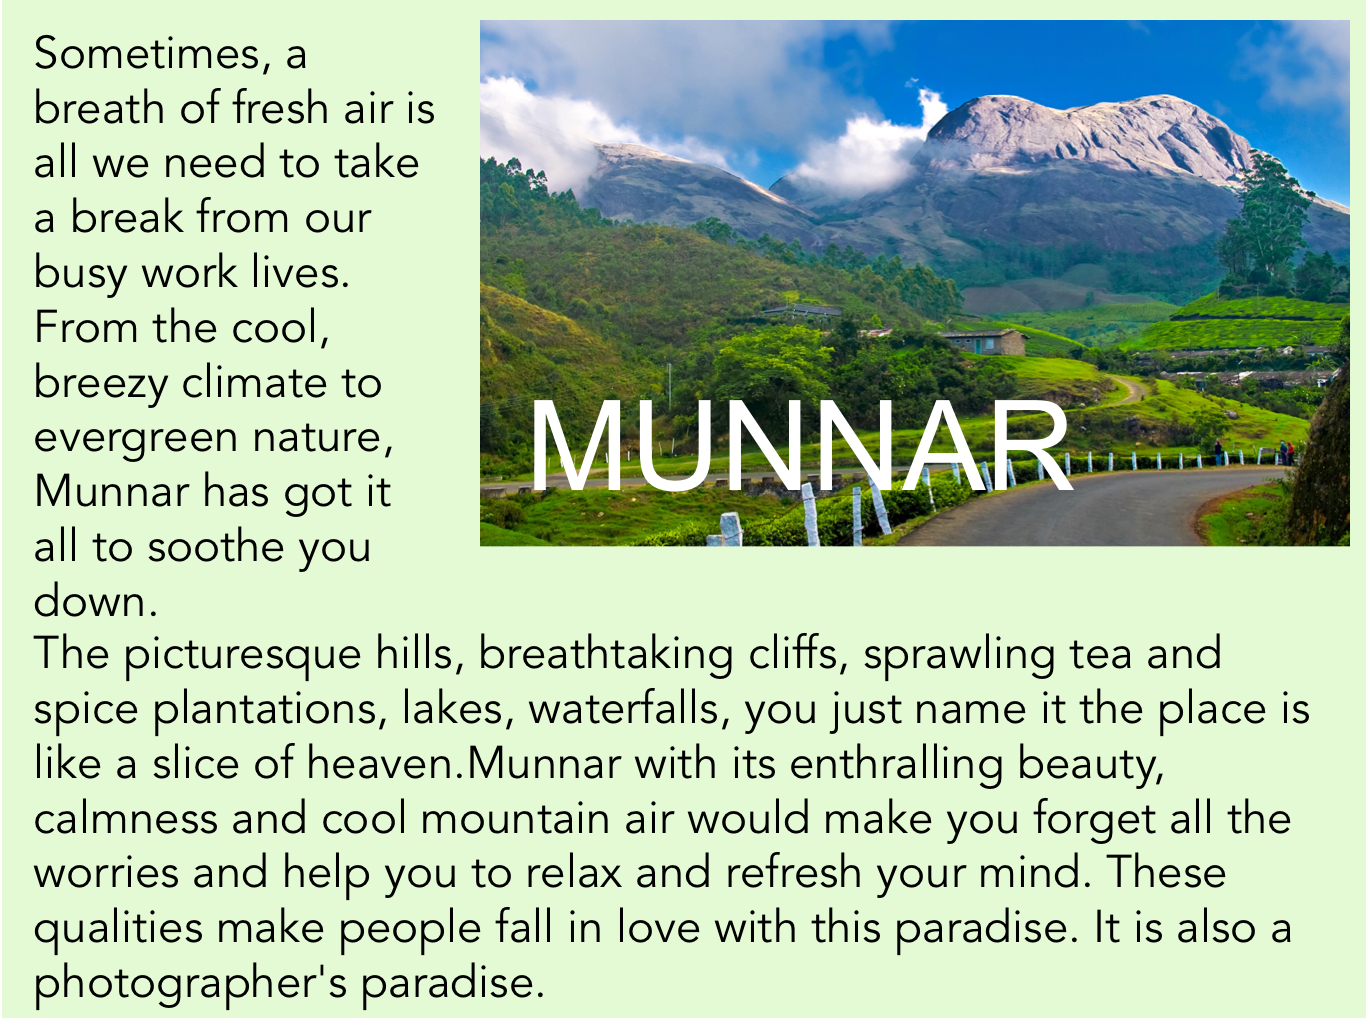 Sometimes, a
breath of fresh air is
all we need to take
a break from our
busy work lives.
From the cool,
breezy climate to
evergreen nature,
Munnar has got it
all to soothe you
down.
MUNNAR
The picturesque hills, breathtaking cliffs, sprawling tea and
spice plantations, lakes, waterfalls, you just name it the place is
like a slice of heaven.Munnar with its enthralling beauty,
calmness and cool mountain air would make you forget all the
worries and help you to relax and refresh your mind. These
qualities make people fall in love with this paradise. It is also a
photographer's paradise.